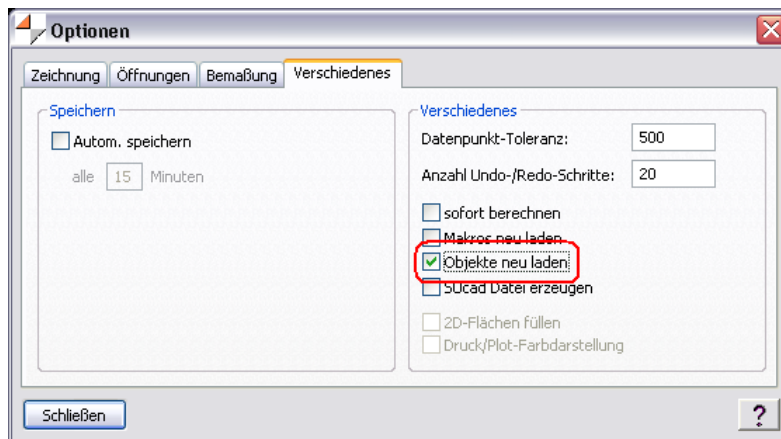 Optionen
Zeichnung Öffnungen Bemaßung Verschiedenes
Speichern
Autom. speichern
alle 15 Minuten
Verschiedenes
Datenpunkt-Toleranz: 500
Anzahl Undo-/Redo-Schritte: 20
sofort berechnen
Makros neu laden
Objekte neu laden
SUcad Datei erzeugen
2D-Flächen füllen
Druck/Plot-Farbdarstellung
Schließen
?